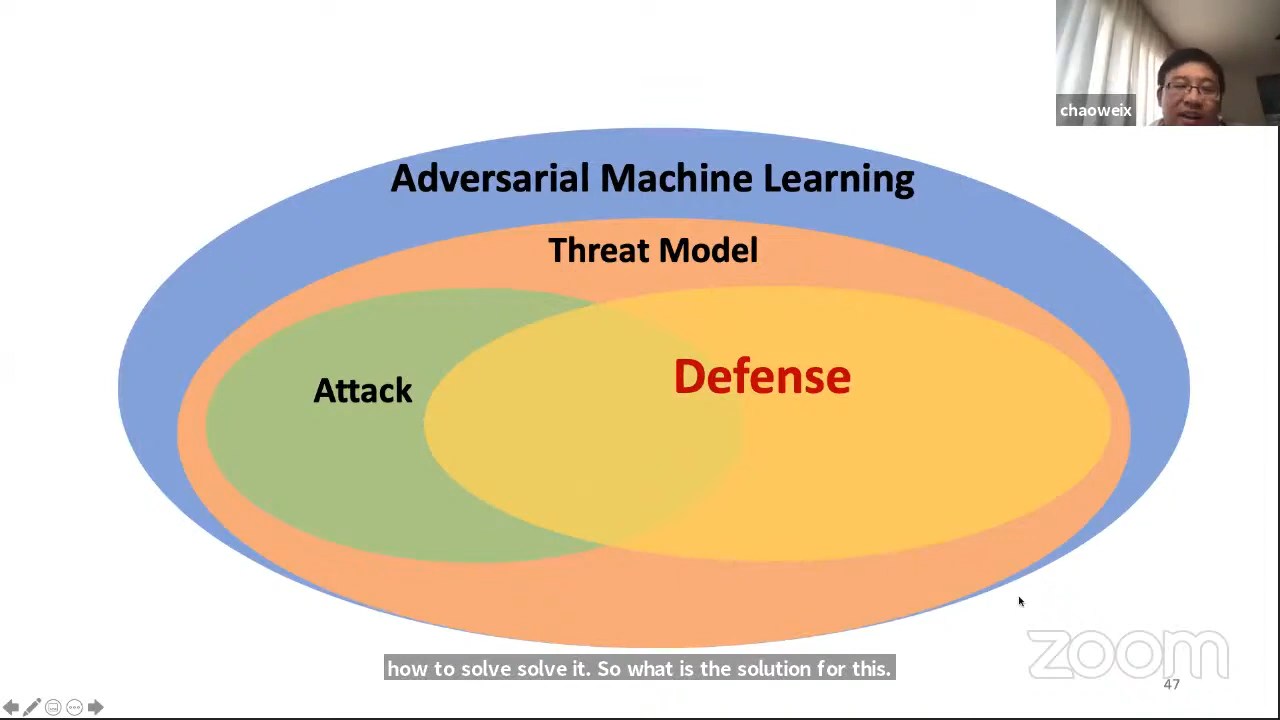 chaoweix
Adversarial Machine Learning
Threat Model
Attack
Defense
how to solve solve it. So what is the solution for this.
zoom
47